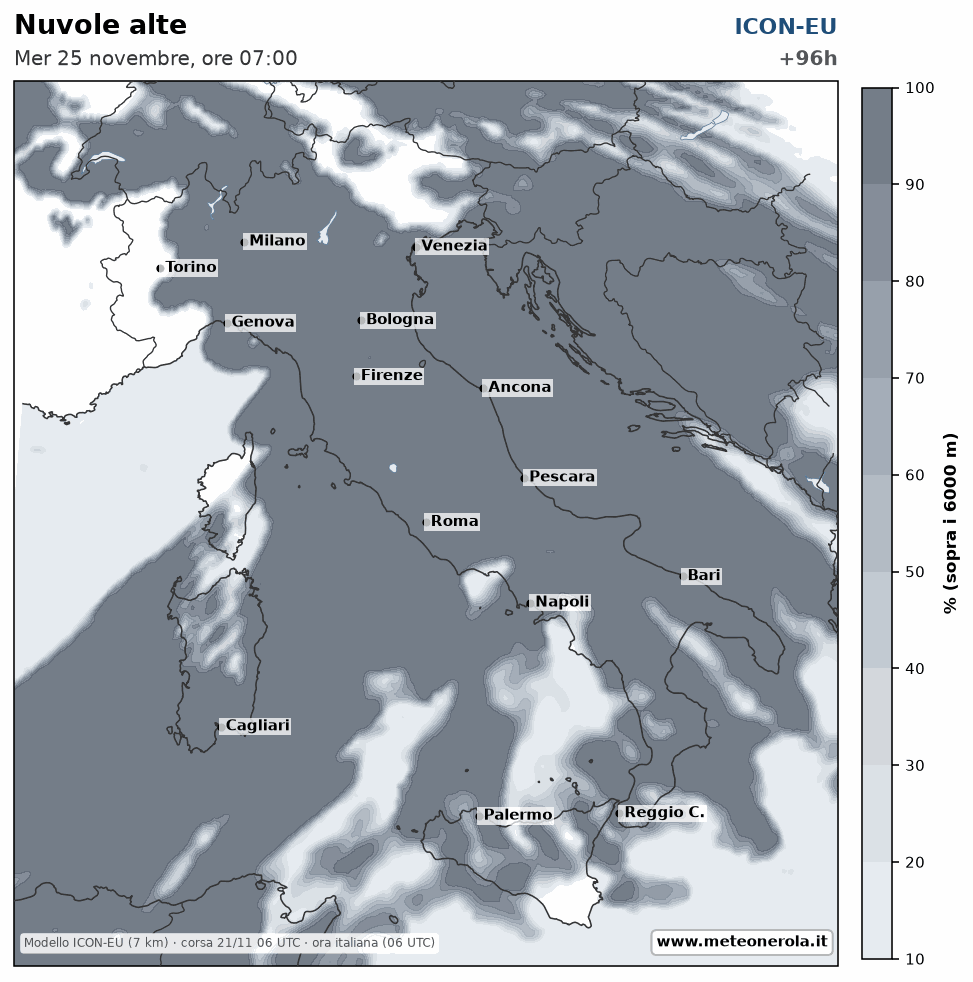 Nuvole alte
ICON-EU
Mer 25 novembre, ore 07:00
+96h
100
90
80
70
60
50
40
30
20
10
% (sopra i 6000 m)
Milano
Venezia
Torino
Genova
Bologna
Firenze
Ancona
Pescara
Roma
Bari
Napoli
Cagliari
Palermo
Reggio C.
Modello ICON-EU (7 km) · corsa 21/11 06 UTC · ora italiana (06 UTC)
www.meteonerola.it